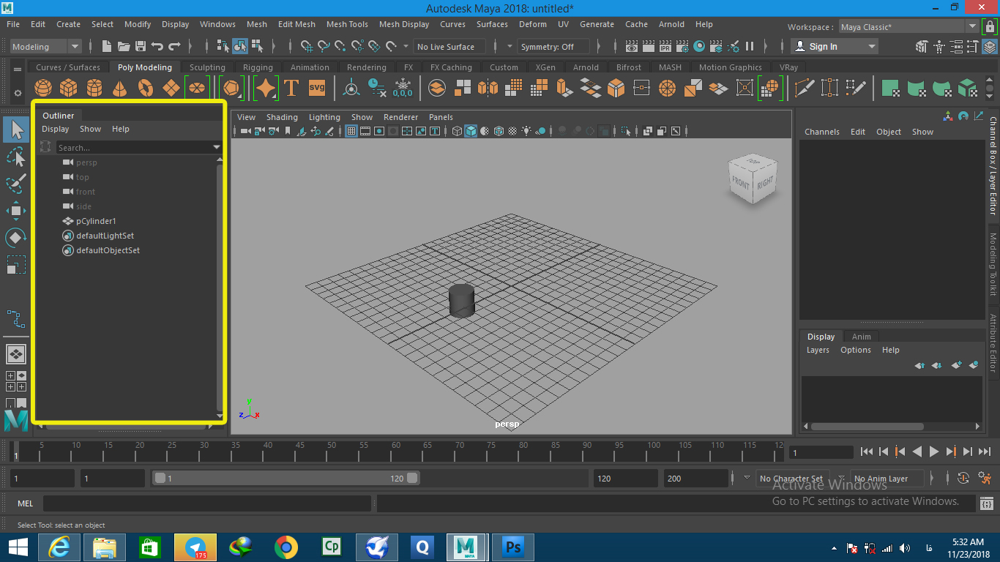 Autodesk Maya 2018: untitled*
File Edit Create Select Modify Display Windows Mesh Edit Mesh Mesh Tools Mesh Display Curves Surfaces Deform UV Generate Cache Arnold Help
Workspace : Maya Classic*
Modeling No Live Surface Symmetry: Off IPR Sign In
Curves / Surfaces Poly Modeling Sculpting Rigging Animation Rendering FX FX Caching Custom XGen Arnold Bifrost MASH Motion Graphics VRay
T svg 0,0,0
Outliner
Display Show Help
Search...
persp
top
front
side
pCylinder1
defaultLightSet
defaultObjectSet
View Shading Lighting Show Renderer Panels
TOP
FRONT RIGHT
y
z x
persp
Channels Edit Object Show
Channel Box / Layer Editor
Modeling Toolkit
Attribute Editor
Display Anim
Layers Options Help
5 10 15 20 25 30 35 40 45 50 55 60 65 70 75 80 85 90 95 100 105 110 115 120
1 1
1 1 1 120 120 200 No Character Set No Anim Layer
Activate Windows
Go to PC settings to activate Windows.
MEL
Select Tool: select an object
175 Cp Q M MAYA Ps
فا
5:32 AM
11/23/2018